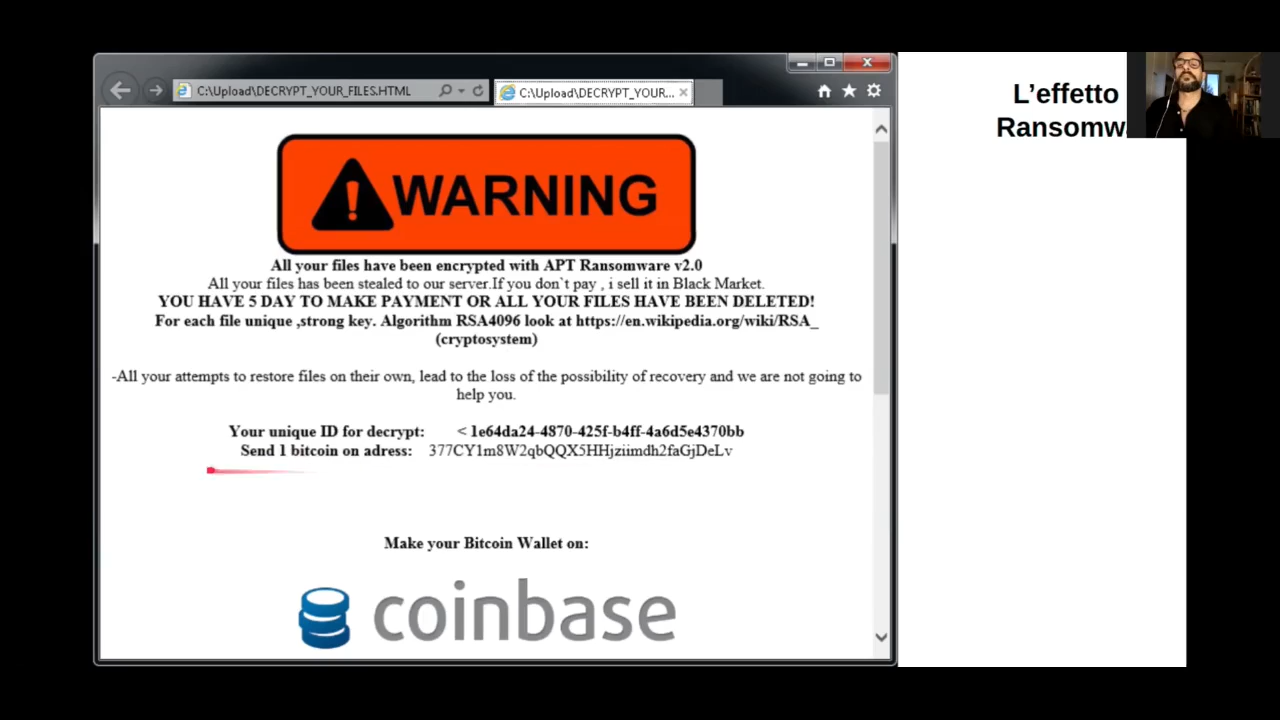 C:\Upload\DECRYPT_YOUR_FILES.HTML
C:\Upload\DECRYPT_YOUR...
WARNING
All your files have been encrypted with APT Ransomware v2.0
All your files has been stealed to our server.If you don`t pay , i sell it in Black Market.
YOU HAVE 5 DAY TO MAKE PAYMENT OR ALL YOUR FILES HAVE BEEN DELETED!
For each file unique ,strong key. Algorithm RSA4096 look at https://en.wikipedia.org/wiki/RSA_
(cryptosystem)
-All your attempts to restore files on their own, lead to the loss of the possibility of recovery and we are not going to
help you.
Your unique ID for decrypt: < 1e64da24-4870-425f-b4ff-4a6d5e4370bb
Send 1 bitcoin on adress: 377CY1m8W2qbQQX5HHjziimdh2faGjDeLv
Make your Bitcoin Wallet on:
coinbase
L’effetto
Ransomw